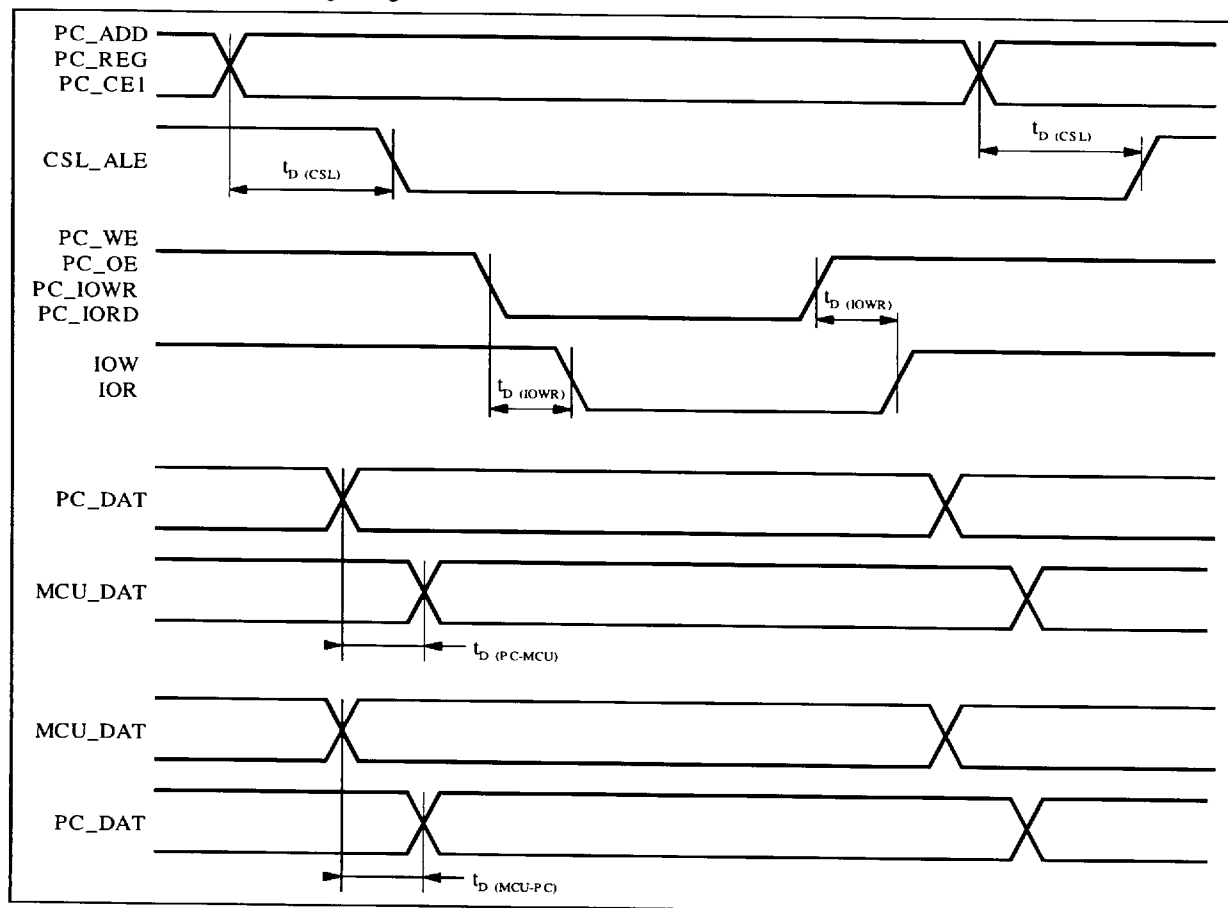 PC_ADD
PC_REG
PC_CE1
t_D (CSL)
CSL_ALE
t_D (CSL)
PC_WE
PC_OE
PC_IOWR
PC_IORD
t_D (IOWR)
IOW
IOR
t_D (IOWR)
PC_DAT
MCU_DAT
t_D (PC-MCU)
MCU_DAT
PC_DAT
t_D (MCU-PC)